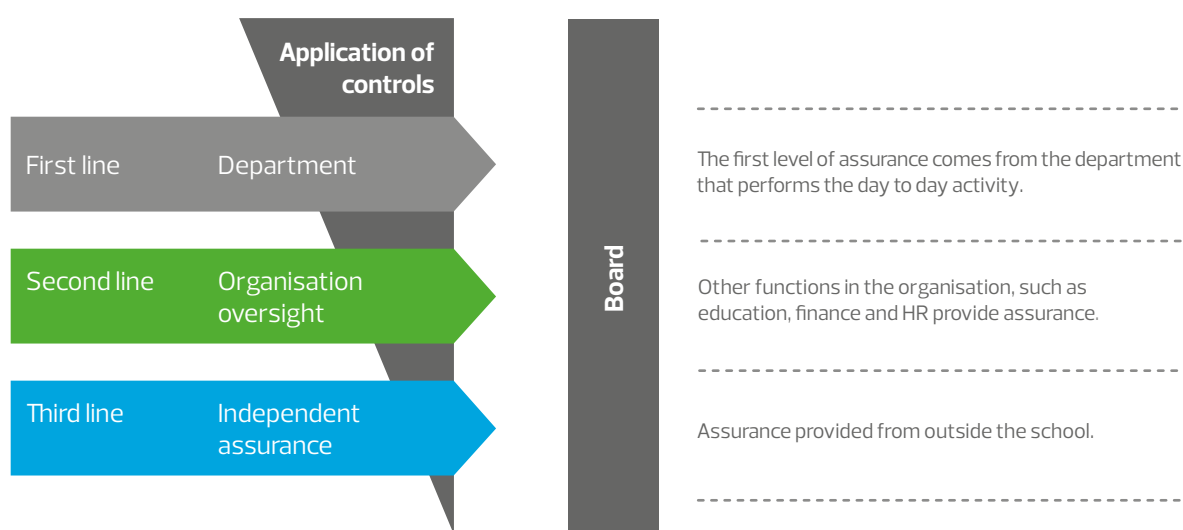 Application of
controls
First line
Department
The first level of assurance comes from the department
that performs the day to day activity.
Second line
Organisation
oversight
Board
Other functions in the organisation, such as
education, finance and HR provide assurance.
Third line
Independent
assurance
Assurance provided from outside the school.